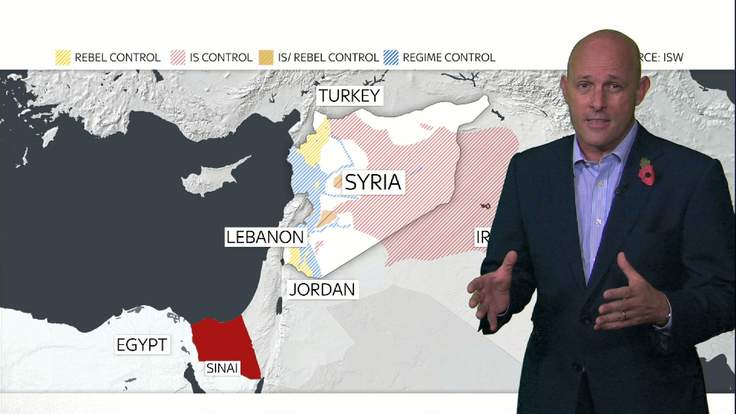 REBEL CONTROL
IS CONTROL
IS/ REBEL CONTROL
REGIME CONTROL
RCE: ISW
TURKEY
SYRIA
LEBANON
IR
JORDAN
EGYPT
SINAI